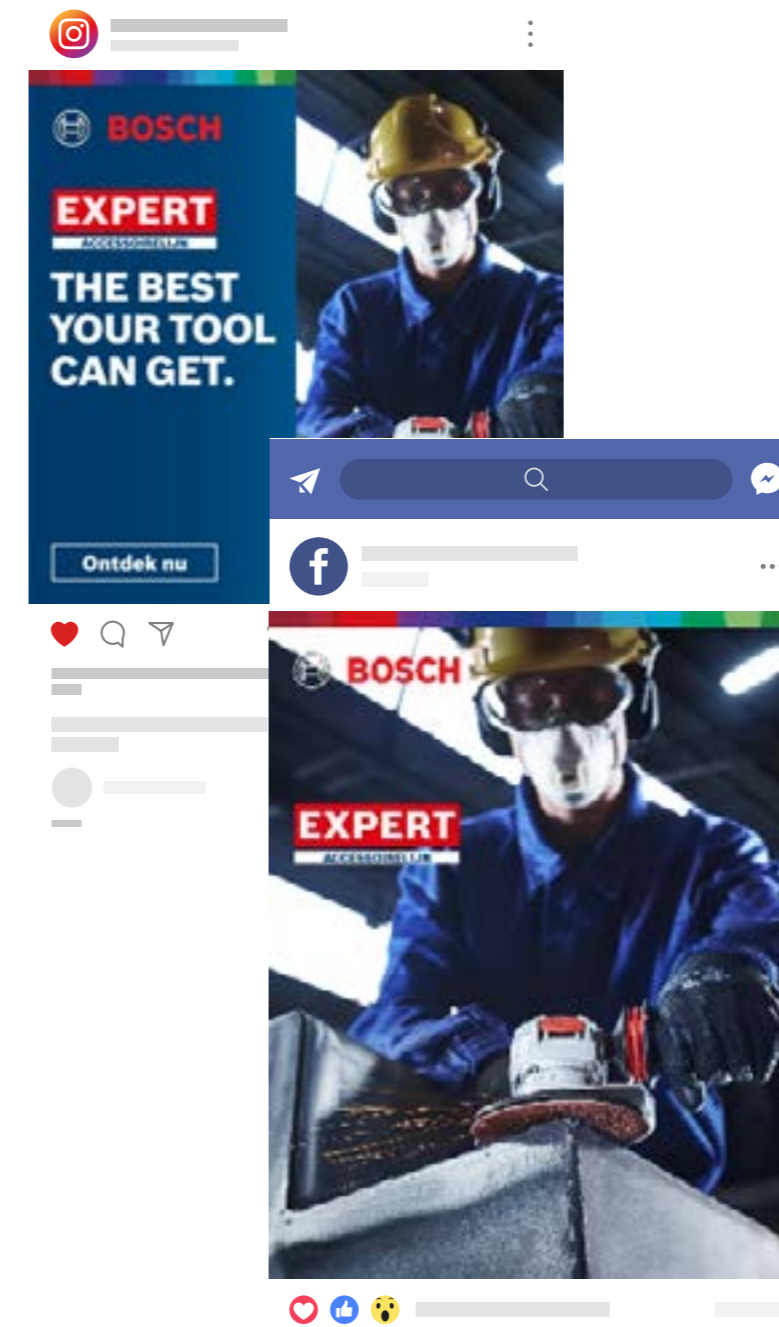 BOSCH
EXPERT
ACCESSOIRELIJN
THE BEST
YOUR TOOL
CAN GET.
Ontdek nu
f
BOSCH
EXPERT
ACCESSOIRELIJN